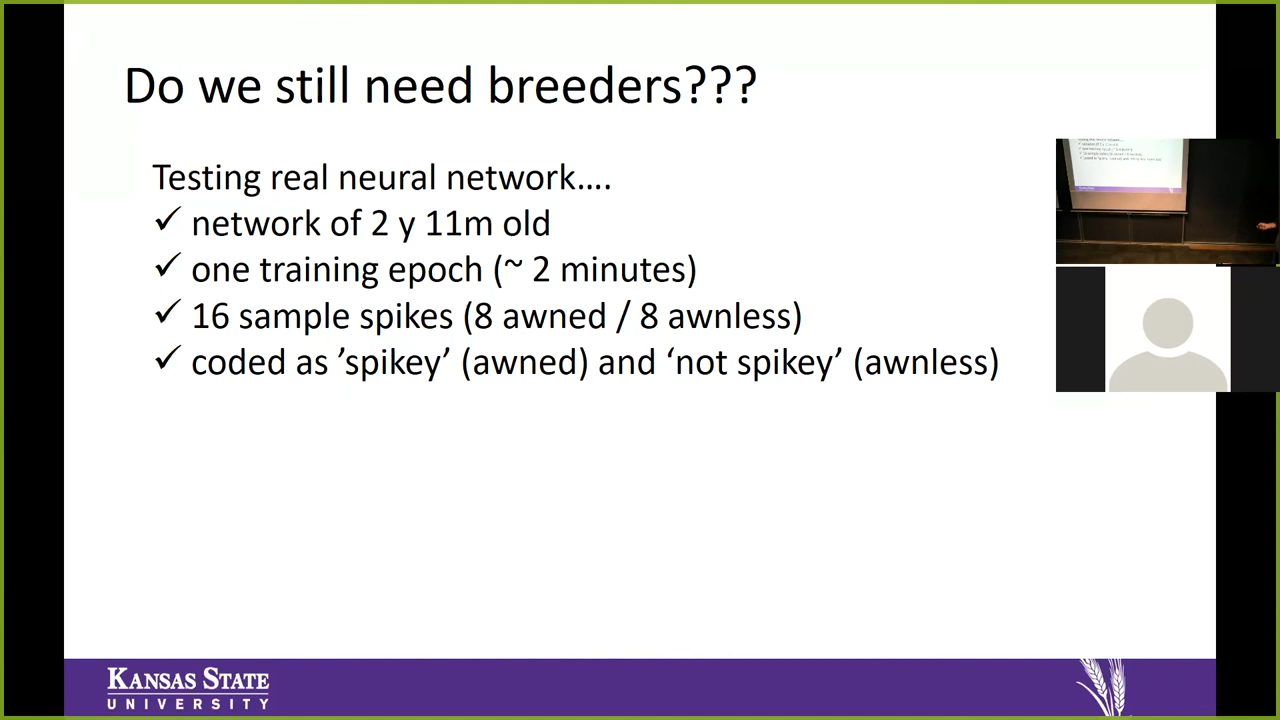 Do we still need breeders???
Testing real neural network....
✓ network of 2 y 11m old
✓ one training epoch (~ 2 minutes)
✓ 16 sample spikes (8 awned / 8 awnless)
✓ coded as ’spikey’ (awned) and ‘not spikey’ (awnless)
KANSAS STATE
UNIVERSITY